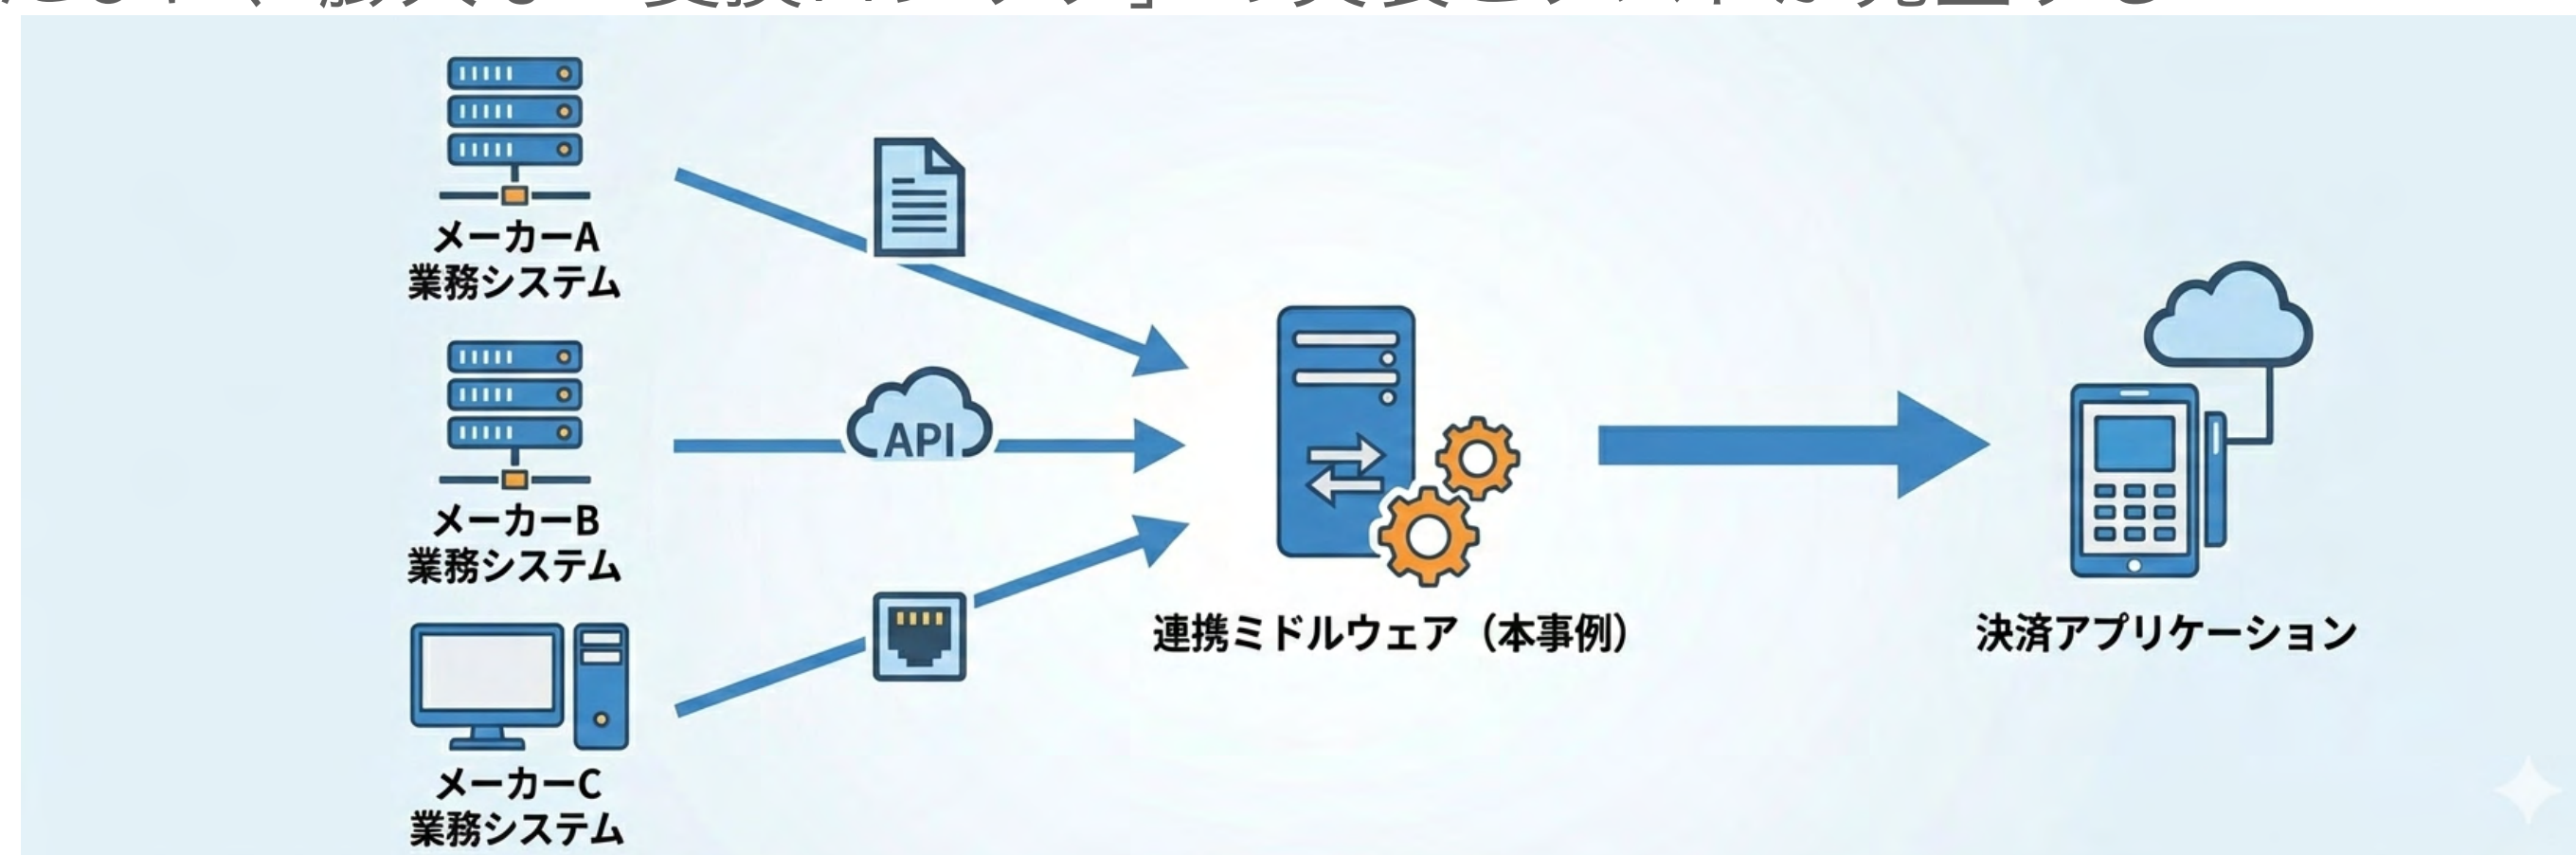 メーカーA
業務システム
API
メーカーB
業務システム
連携ミドルウェア（本事例）
決済アプリケーション
メーカーC
業務システム